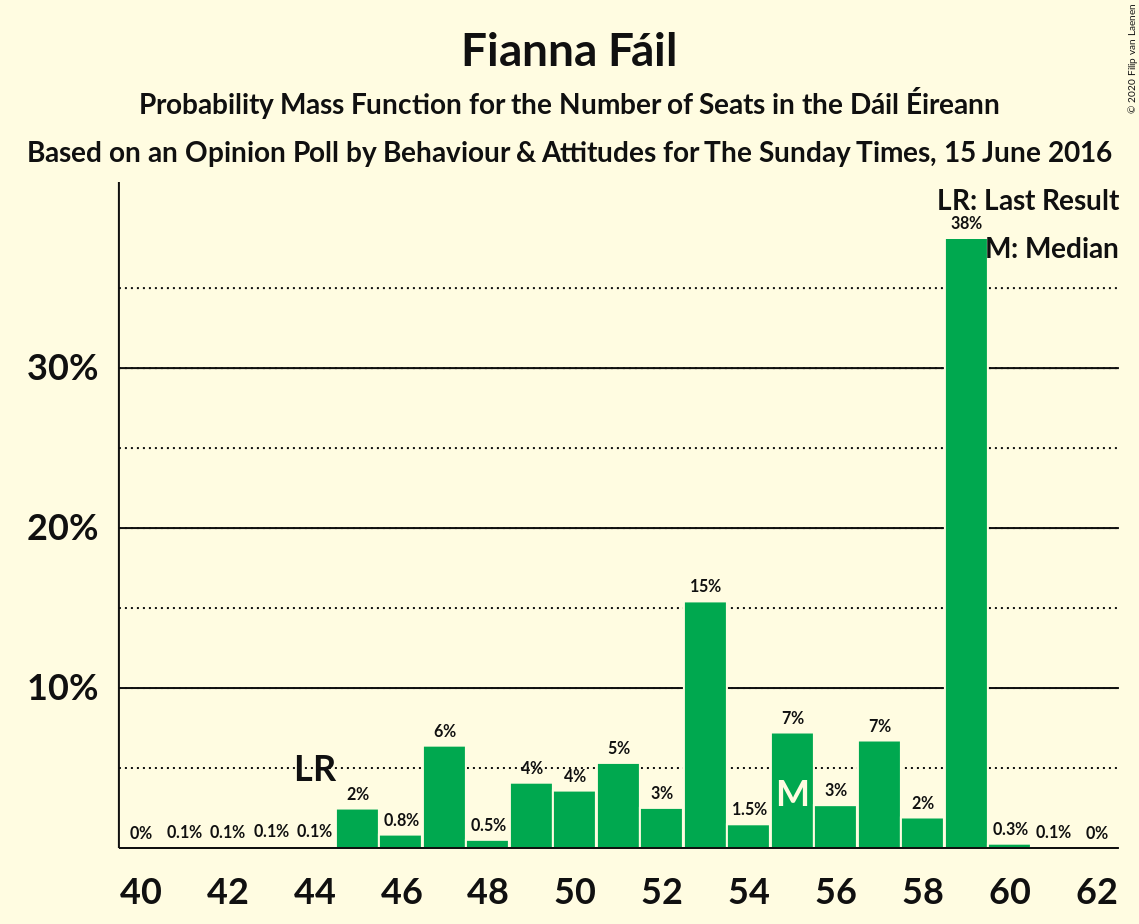 Fianna Fáil
Probability Mass Function for the Number of Seats in the Dáil Éireann
Based on an Opinion Poll by Behaviour & Attitudes for The Sunday Times, 15 June 2016
© 2020 Filip van Laenen
LR: Last Result
M: Median
30%
20%
10%
0% 0.1% 0.1% 0.1% 0.1% 2% 0.8% 6% 0.5% 4% 4% 5% 3% 15% 1.5% 7% 3% 7% 2% 38% 0.3% 0.1% 0%
LR
M
40 42 44 46 48 50 52 54 56 58 60 62